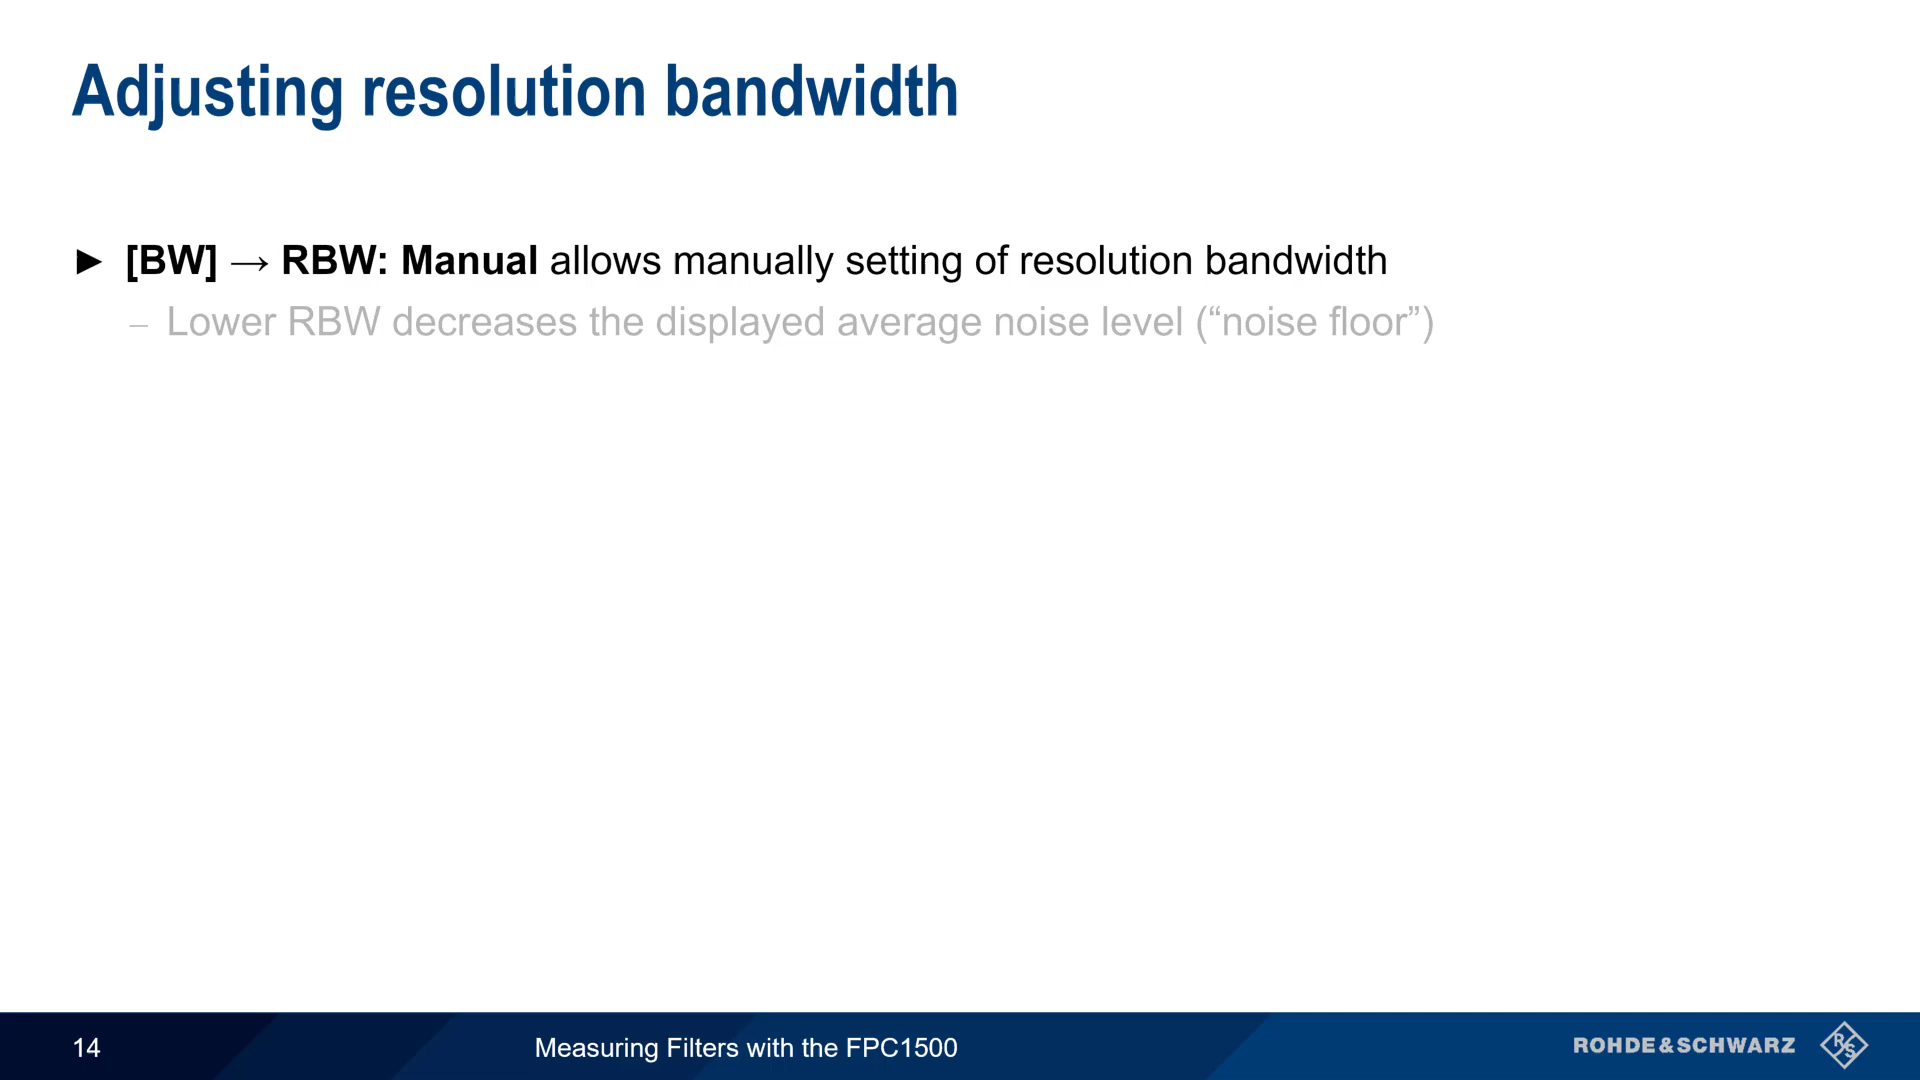 Adjusting resolution bandwidth
► [BW] → RBW: Manual allows manually setting of resolution bandwidth
– Lower RBW decreases the displayed average noise level (“noise floor”)
14
Measuring Filters with the FPC1500
ROHDE&SCHWARZ
R&S